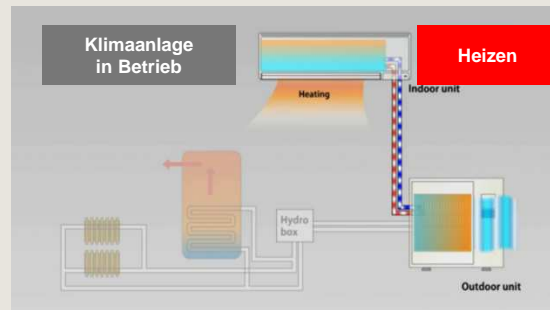 Klimaanlage
in Betrieb
Heizen
Heating
Indoor unit
Hydro
box
Outdoor unit